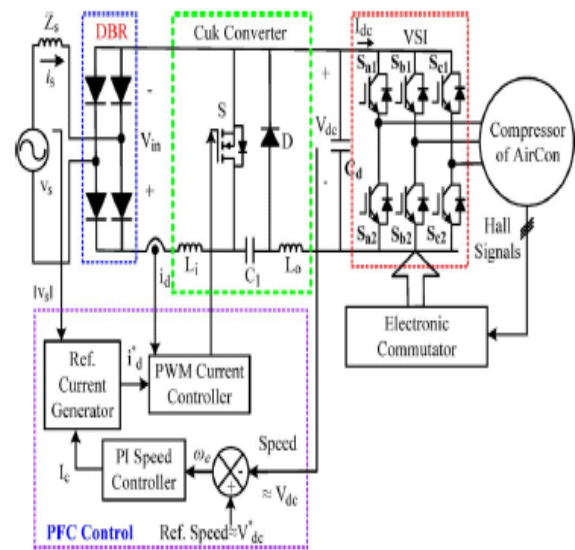 Z̅s
DBR
Cuk Converter
Idc
VSI
is
Sa1
Sb1
Sc1
-
S
+
Vin
D
Vdc
Compressor
of AirCon
vs
+
-
Cd
Sa2
Sb2
Sc2
Hall
Signals
Li
C1
Lo
id
|vs|
Electronic
Commutator
Ref.
Current
Generator
i*d
PWM Current
Controller
Speed
PI Speed
Controller
ωe
-
Ic
≈ Vdc
+
PFC Control
Ref. Speed≈V*dc